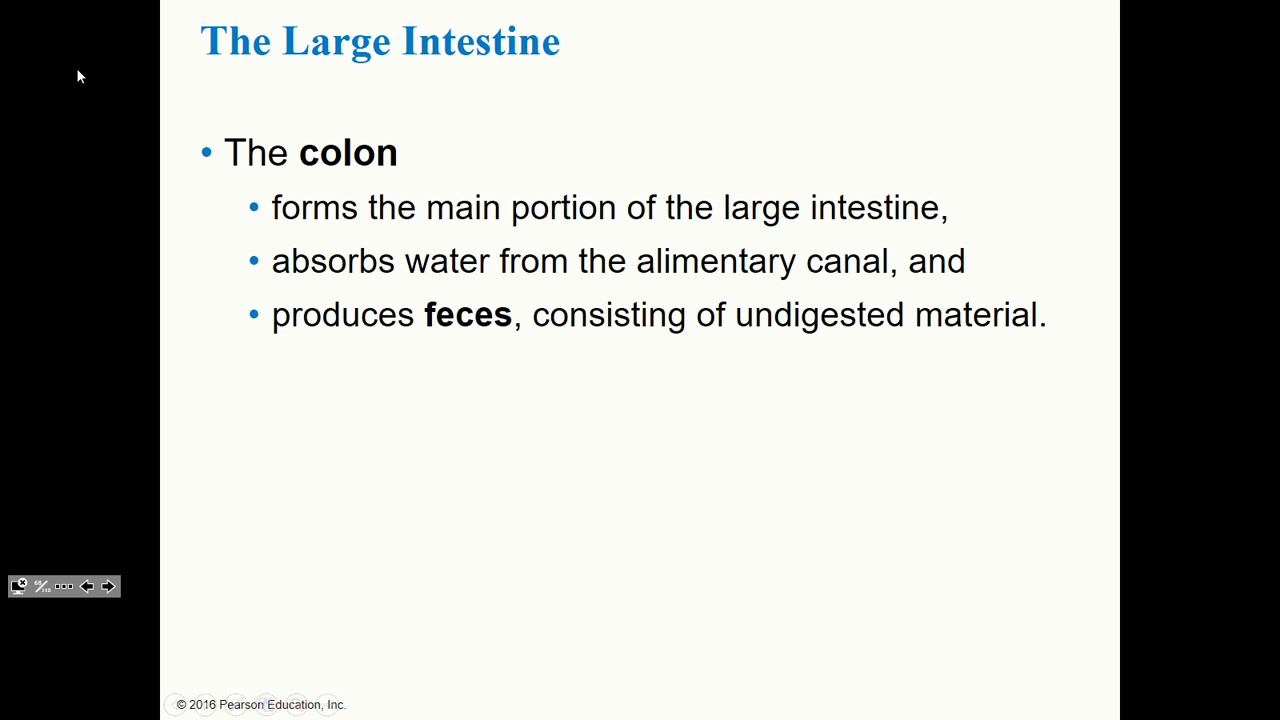 The Large Intestine
• The colon
• forms the main portion of the large intestine,
• absorbs water from the alimentary canal, and
• produces feces, consisting of undigested material.
© 2016 Pearson Education, Inc.